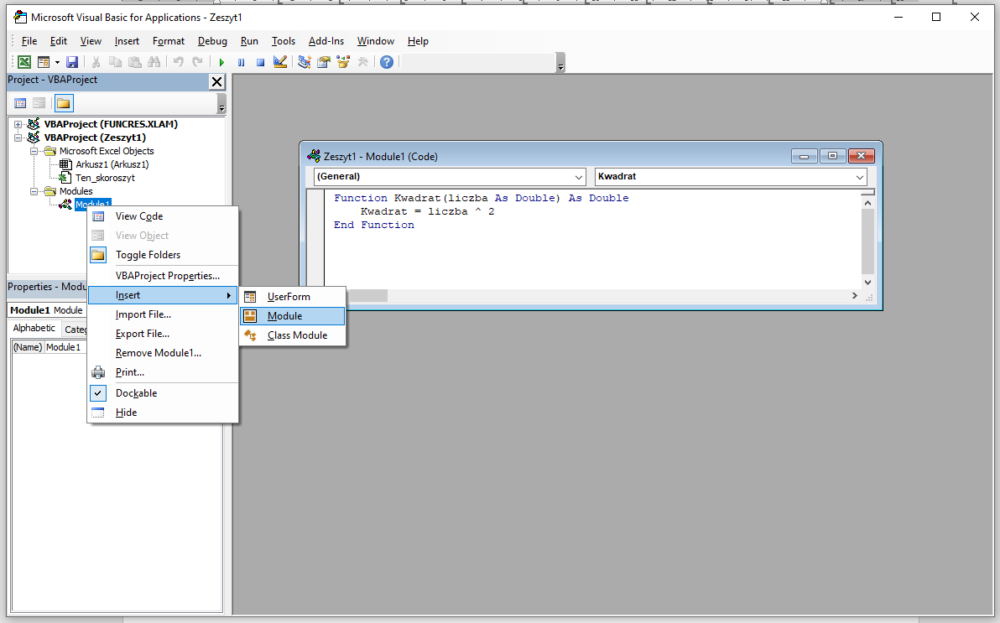 Microsoft Visual Basic for Applications - Zeszyt1
File Edit View Insert Format Debug Run Tools Add-Ins Window Help
Project - VBAProject
VBAProject (FUNCRES.XLAM)
VBAProject (Zeszyt1)
Microsoft Excel Objects
Arkusz1 (Arkusz1)
Ten_skoroszyt
Modules
Module1
View Code
View Object
Toggle Folders
VBAProject Properties...
Insert
Import File...
Export File...
Remove Module1...
Print...
Dockable
Hide
UserForm
Module
Class Module
Properties - Modu
Module1 Module
Alphabetic Categ
(Name) Module1
Zeszyt1 - Module1 (Code)
(General) Kwadrat
Function Kwadrat(liczba As Double) As Double
Kwadrat = liczba ^ 2
End Function